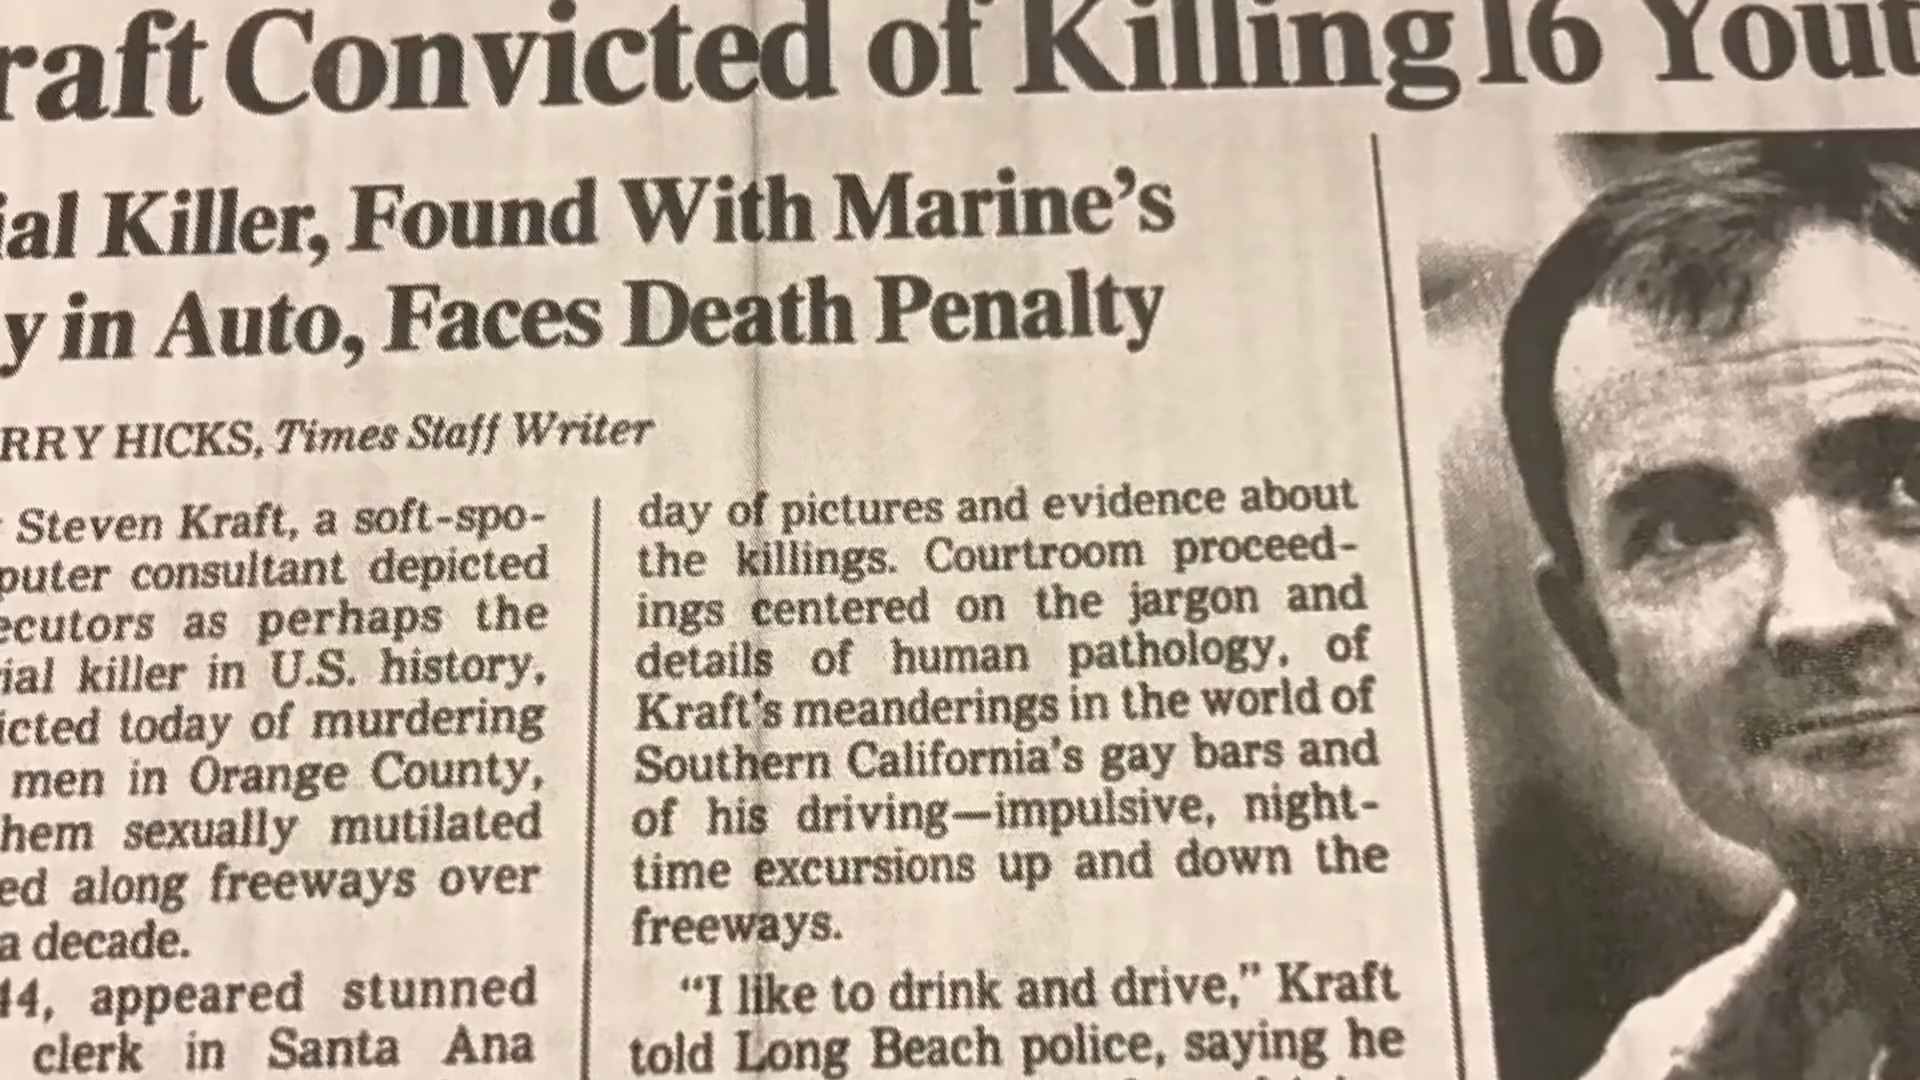 raft Convicted of Killing 16 Yout
ial Killer, Found With Marine's
y in Auto, Faces Death Penalty
RRY HICKS, Times Staff Writer
Steven Kraft, a soft-spo-
puter consultant depicted
ecutors as perhaps the
ial killer in U.S. history,
icted today of murdering
men in Orange County,
hem sexually mutilated
ed along freeways over
a decade.
44, appeared stunned
clerk in Santa Ana
day of pictures and evidence about
the killings. Courtroom proceed-
ings centered on the jargon and
details of human pathology, of
Kraft's meanderings in the world of
Southern California's gay bars and
of his driving—impulsive, night-
time excursions up and down the
freeways.
"I like to drink and drive," Kraft
told Long Beach police, saying he